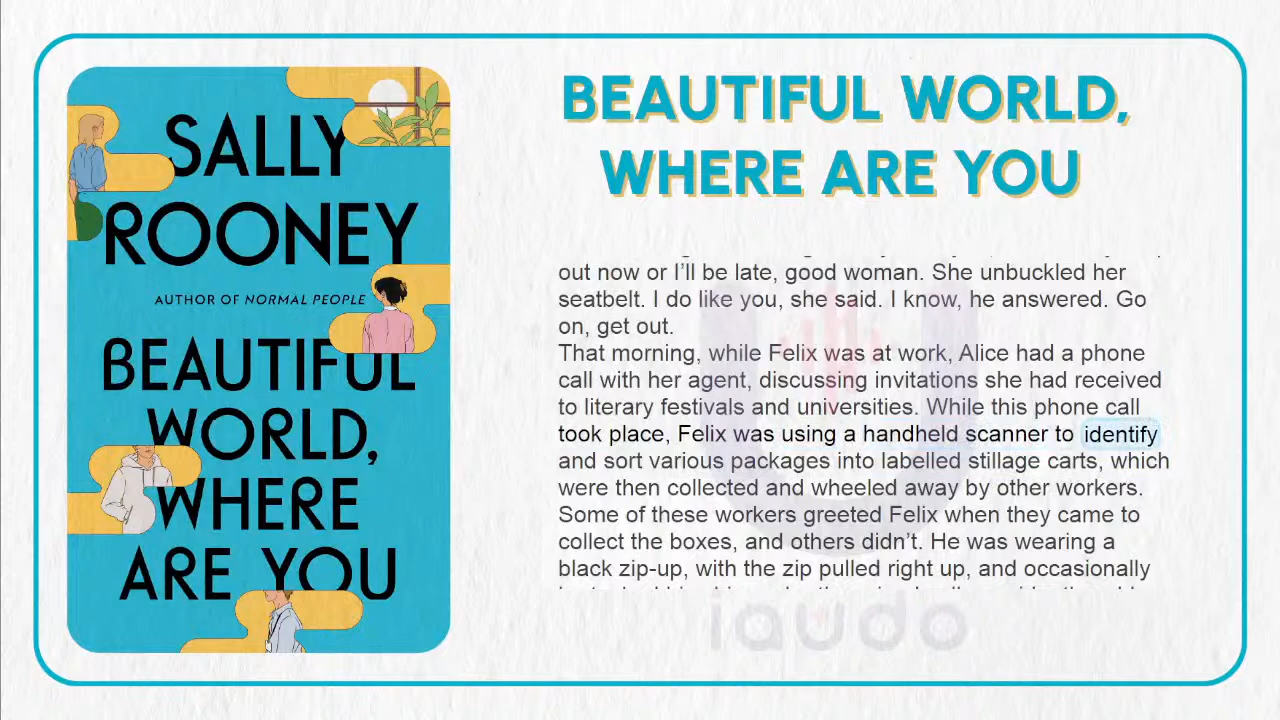 SALLY
ROONEY
AUTHOR OF NORMAL PEOPLE
BEAUTIFUL
WORLD,
WHERE
ARE YOU
BEAUTIFUL WORLD,
WHERE ARE YOU
out now or I’ll be late, good woman. She unbuckled her
seatbelt. I do like you, she said. I know, he answered. Go
on, get out.
That morning, while Felix was at work, Alice had a phone
call with her agent, discussing invitations she had received
to literary festivals and universities. While this phone call
took place, Felix was using a handheld scanner to identify
and sort various packages into labelled stillage carts, which
were then collected and wheeled away by other workers.
Some of these workers greeted Felix when they came to
collect the boxes, and others didn’t. He was wearing a
black zip-up, with the zip pulled right up, and occasionally
iaudo